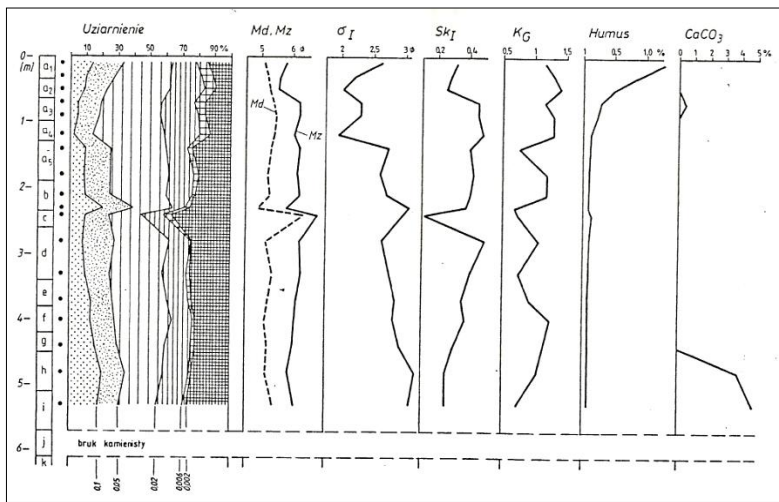 Uziarnienie
Md, Mz
σI
SkI
KG
Humus
CaCO3
10 30 50 70 90 %
5 6 Φ
2 2,6 3 Φ
0,2 0,4
0,5 1,0 1,5
0 0,5 1,0 %
0 1 2 3 4 5 %
0
(m)
a1
a2
a3
1
a4
a5
2
b
c
d
3
e
4
f
g
h
5
i
j
6
k
Md
Mz
bruk kamienisty
0,1
0,05
0,02
0,006
0,002